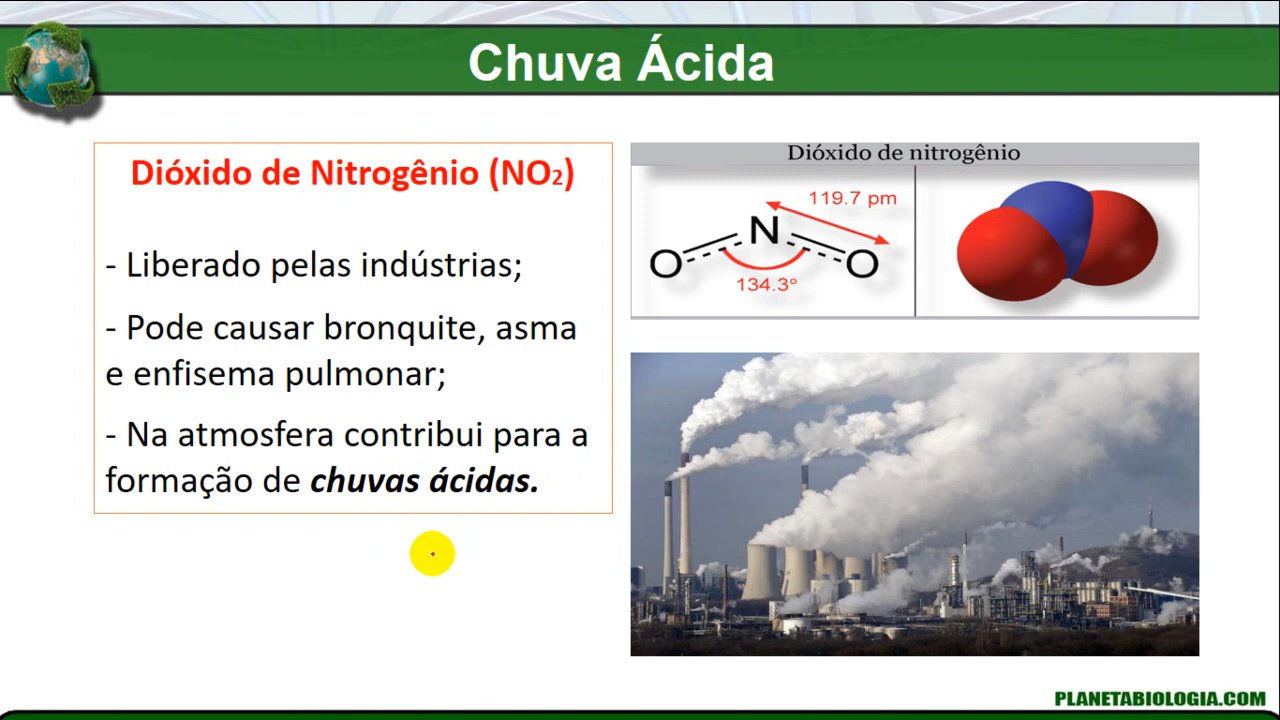 Chuva Ácida
Dióxido de Nitrogênio (NO₂)
- Liberado pelas indústrias;
- Pode causar bronquite, asma
e enfisema pulmonar;
- Na atmosfera contribui para a
formação de chuvas ácidas.
Dióxido de nitrogênio
119.7 pm
N
O
O
134.3°
PLANETABIOLOGIA.COM